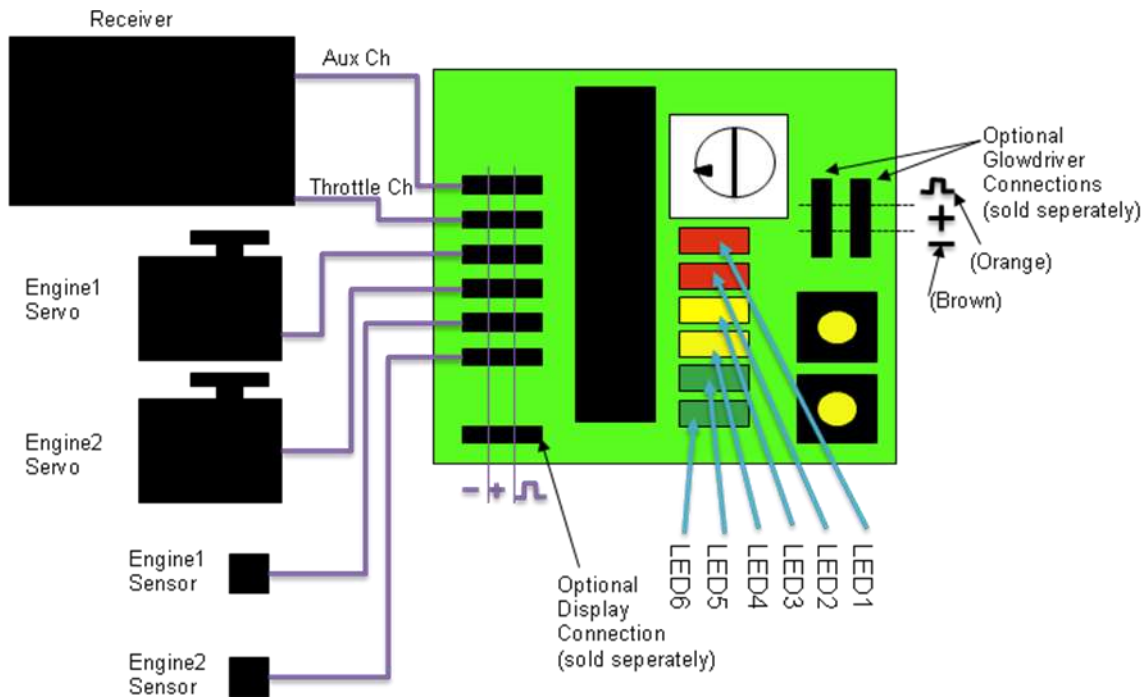 Receiver
Aux Ch
Throttle Ch
Engine1
Servo
Engine2
Servo
Engine1
Sensor
Engine2
Sensor
Optional
Glowdriver
Connections
(sold seperately)
(Orange)
(Brown)
- +
+
-
Optional
Display
Connection
(sold seperately)
LED6
LED5
LED4
LED3
LED2
LED1